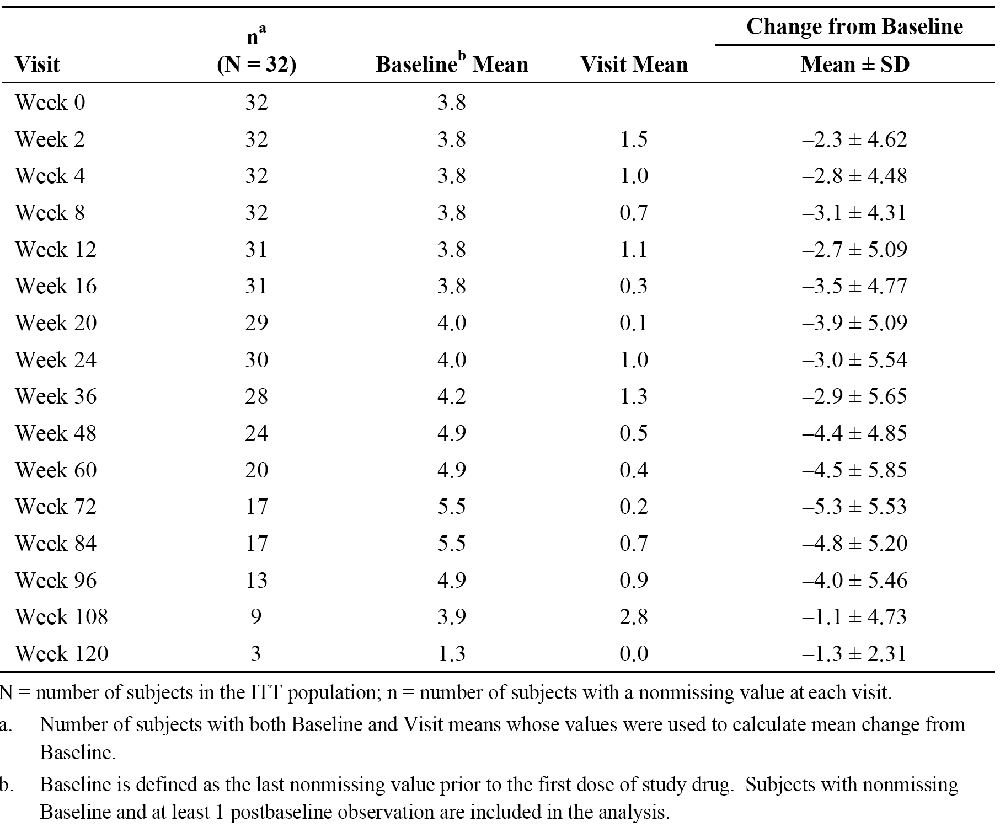 Change from Baseline
nᵃ
Visit (N = 32) Baselineᵇ Mean Visit Mean Mean ± SD
Week 0 32 3.8
Week 2 32 3.8 1.5 –2.3 ± 4.62
Week 4 32 3.8 1.0 –2.8 ± 4.48
Week 8 32 3.8 0.7 –3.1 ± 4.31
Week 12 31 3.8 1.1 –2.7 ± 5.09
Week 16 31 3.8 0.3 –3.5 ± 4.77
Week 20 29 4.0 0.1 –3.9 ± 5.09
Week 24 30 4.0 1.0 –3.0 ± 5.54
Week 36 28 4.2 1.3 –2.9 ± 5.65
Week 48 24 4.9 0.5 –4.4 ± 4.85
Week 60 20 4.9 0.4 –4.5 ± 5.85
Week 72 17 5.5 0.2 –5.3 ± 5.53
Week 84 17 5.5 0.7 –4.8 ± 5.20
Week 96 13 4.9 0.9 –4.0 ± 5.46
Week 108 9 3.9 2.8 –1.1 ± 4.73
Week 120 3 1.3 0.0 –1.3 ± 2.31
N = number of subjects in the ITT population; n = number of subjects with a nonmissing value at each visit.
a. Number of subjects with both Baseline and Visit means whose values were used to calculate mean change from
Baseline.
b. Baseline is defined as the last nonmissing value prior to the first dose of study drug. Subjects with nonmissing
Baseline and at least 1 postbaseline observation are included in the analysis.